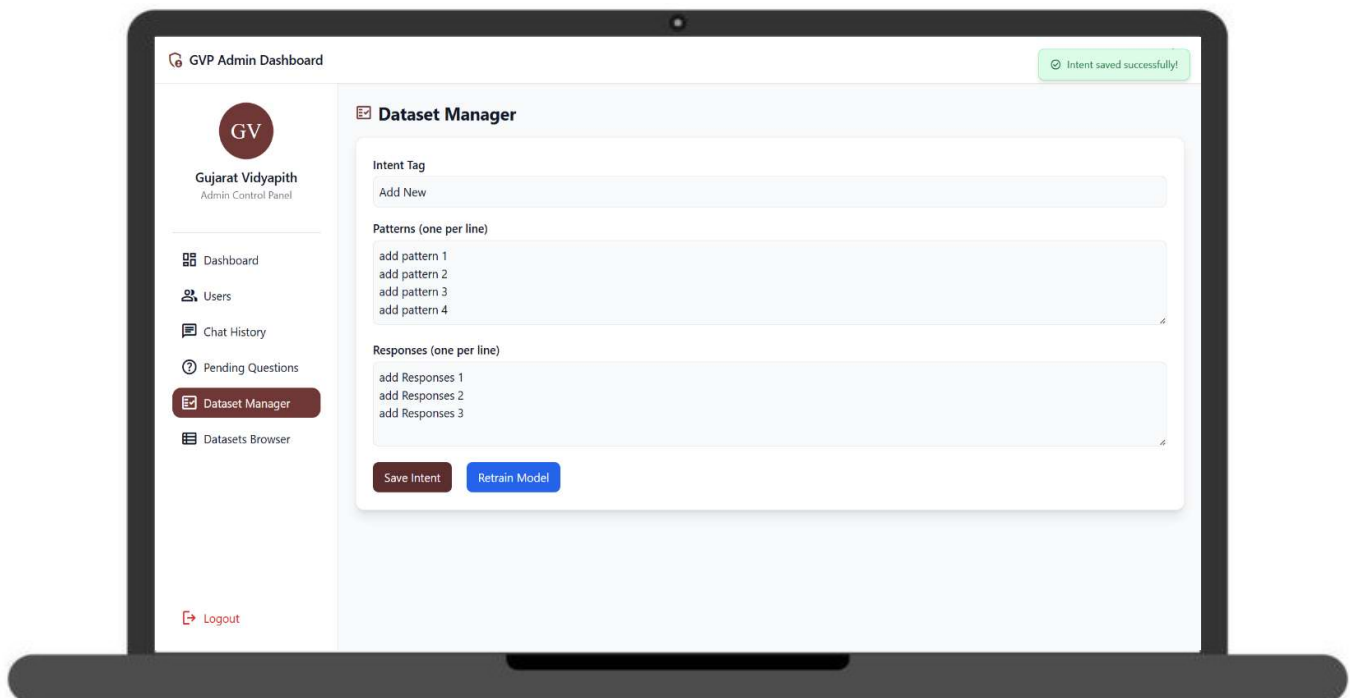 GVP Admin Dashboard
Intent saved successfully!
GV
Gujarat Vidyapith
Admin Control Panel
Dashboard
Users
Chat History
Pending Questions
Dataset Manager
Datasets Browser
Logout
Dataset Manager
Intent Tag
Add New
Patterns (one per line)
add pattern 1
add pattern 2
add pattern 3
add pattern 4
Responses (one per line)
add Responses 1
add Responses 2
add Responses 3
Save Intent
Retrain Model